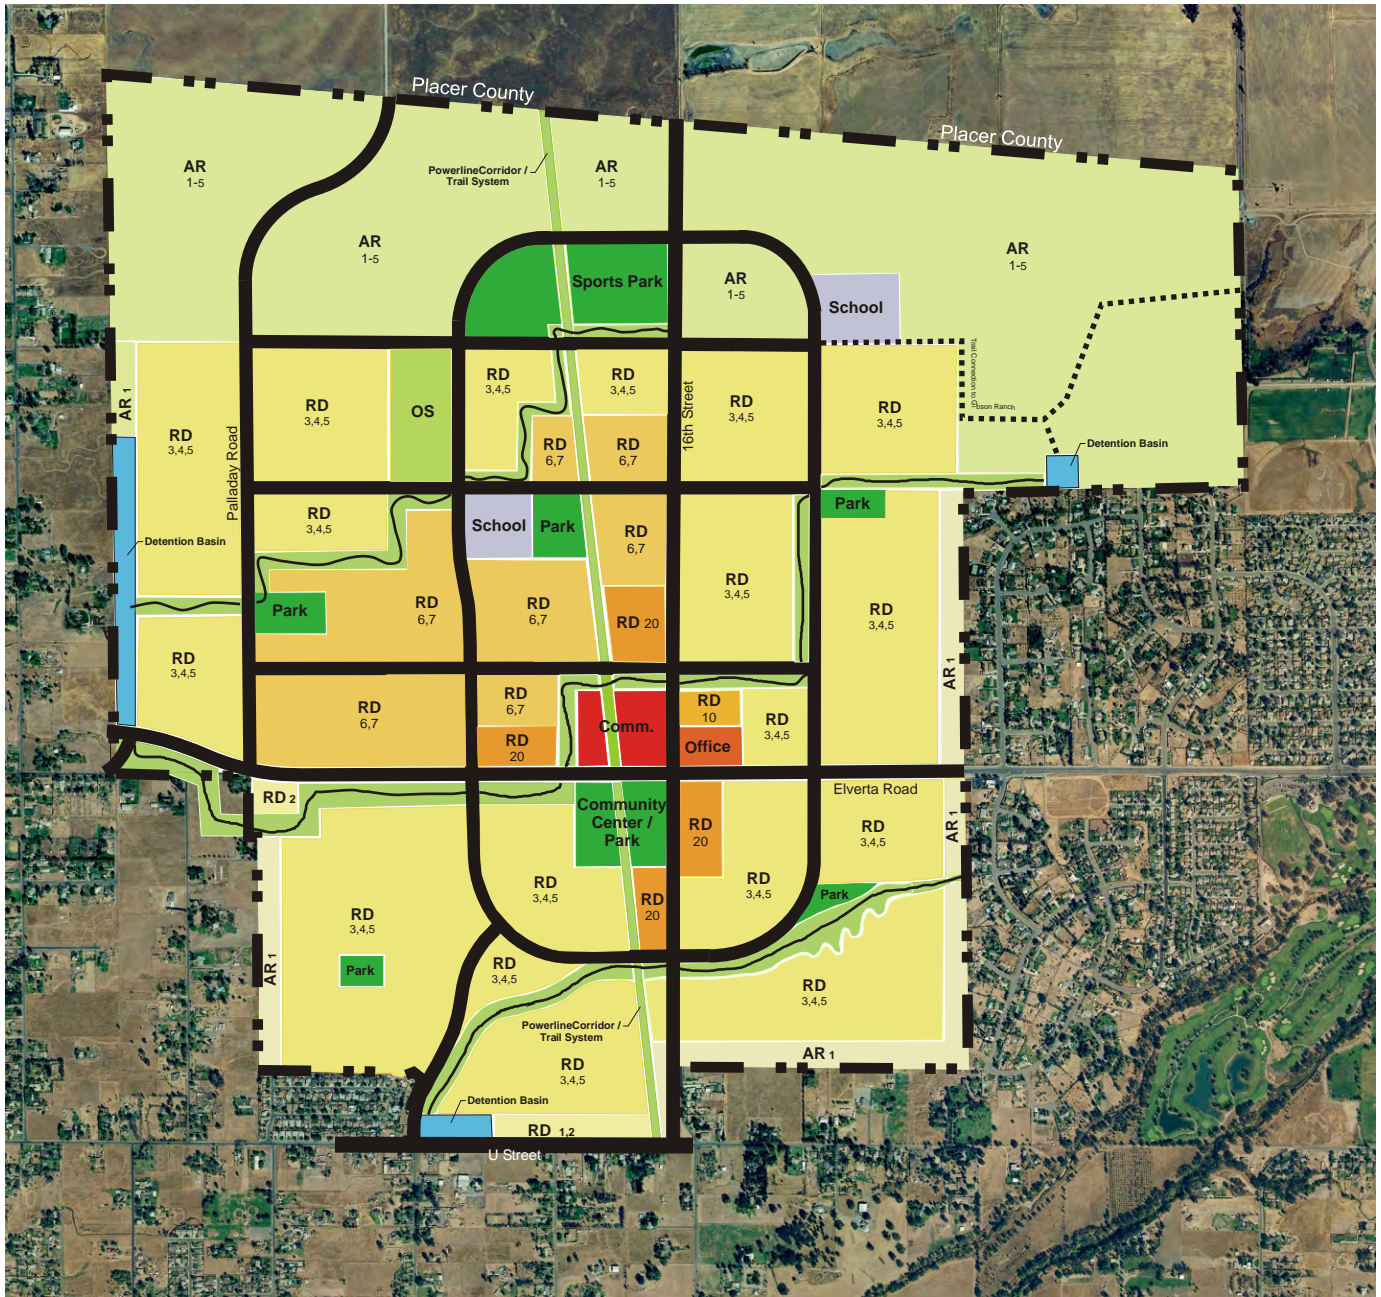 Placer County
Placer County
AR
1-5
PowerlineCorridor /
Trail System
AR
1-5
AR
1-5
AR
1-5
Sports Park
AR
1-5
School
Trail Connection to Gibson Ranch
AR 1
RD
3,4,5
Palladay Road
RD
3,4,5
OS
RD
3,4,5
RD
3,4,5
16th Street
RD
3,4,5
RD
3,4,5
RD
6,7
RD
6,7
Detention Basin
RD
3,4,5
School
Park
RD
6,7
Park
Detention Basin
RD
3,4,5
RD
3,4,5
Park
RD
6,7
RD
6,7
RD 20
RD
3,4,5
AR 1
RD
6,7
RD
6,7
RD
20
Comm.
RD
10
Office
RD
3,4,5
RD 2
Community
Center /
Park
RD
20
Elverta Road
RD
3,4,5
AR 1
RD
3,4,5
RD
3,4,5
RD
20
RD
3,4,5
Park
AR 1
Park
RD
3,4,5
RD
3,4,5
PowerlineCorridor /
Trail System
RD
3,4,5
AR 1
Detention Basin
RD 1,2
U Street